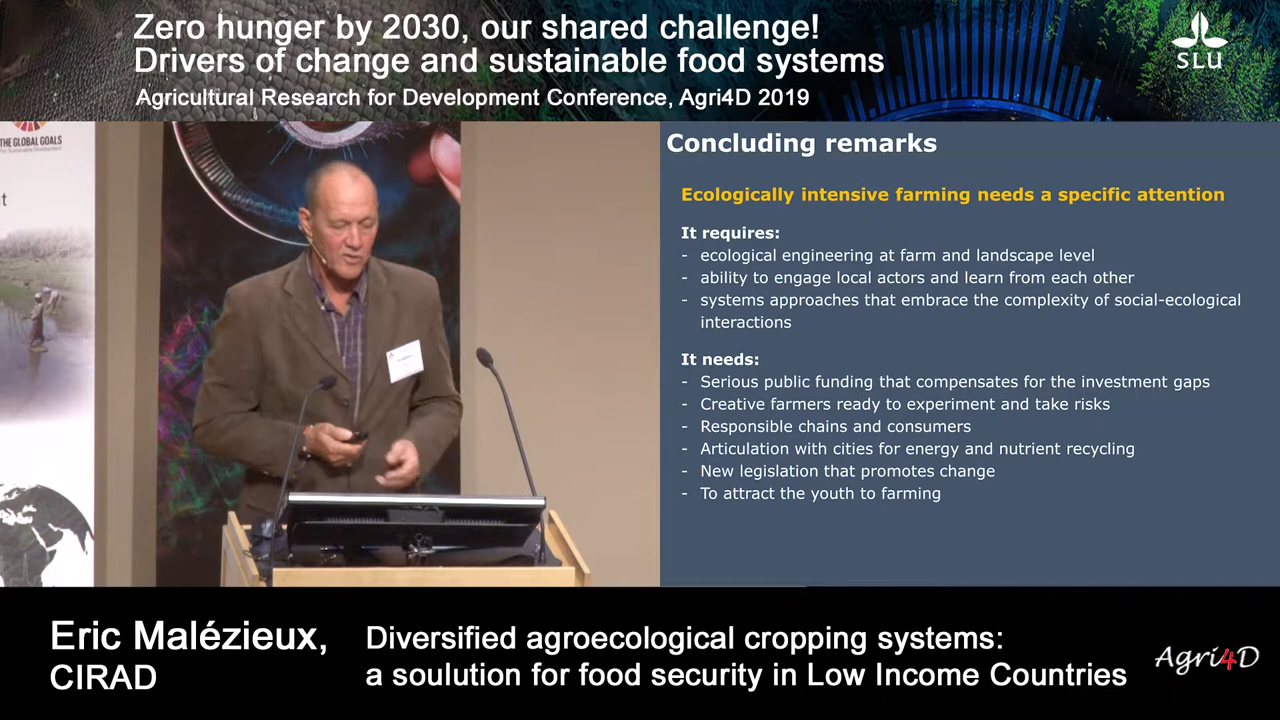 Zero hunger by 2030, our shared challenge!
Drivers of change and sustainable food systems
Agricultural Research for Development Conference, Agri4D 2019
SLU
THE GLOBAL GOALS
For Sustainable Development
t
Concluding remarks
Ecologically intensive farming needs a specific attention
It requires:
- ecological engineering at farm and landscape level
- ability to engage local actors and learn from each other
- systems approaches that embrace the complexity of social-ecological
interactions
It needs:
- Serious public funding that compensates for the investment gaps
- Creative farmers ready to experiment and take risks
- Responsible chains and consumers
- Articulation with cities for energy and nutrient recycling
- New legislation that promotes change
- To attract the youth to farming
Eric Malézieux,
CIRAD
Diversified agroecological cropping systems:
a soulution for food security in Low Income Countries
Agri4D